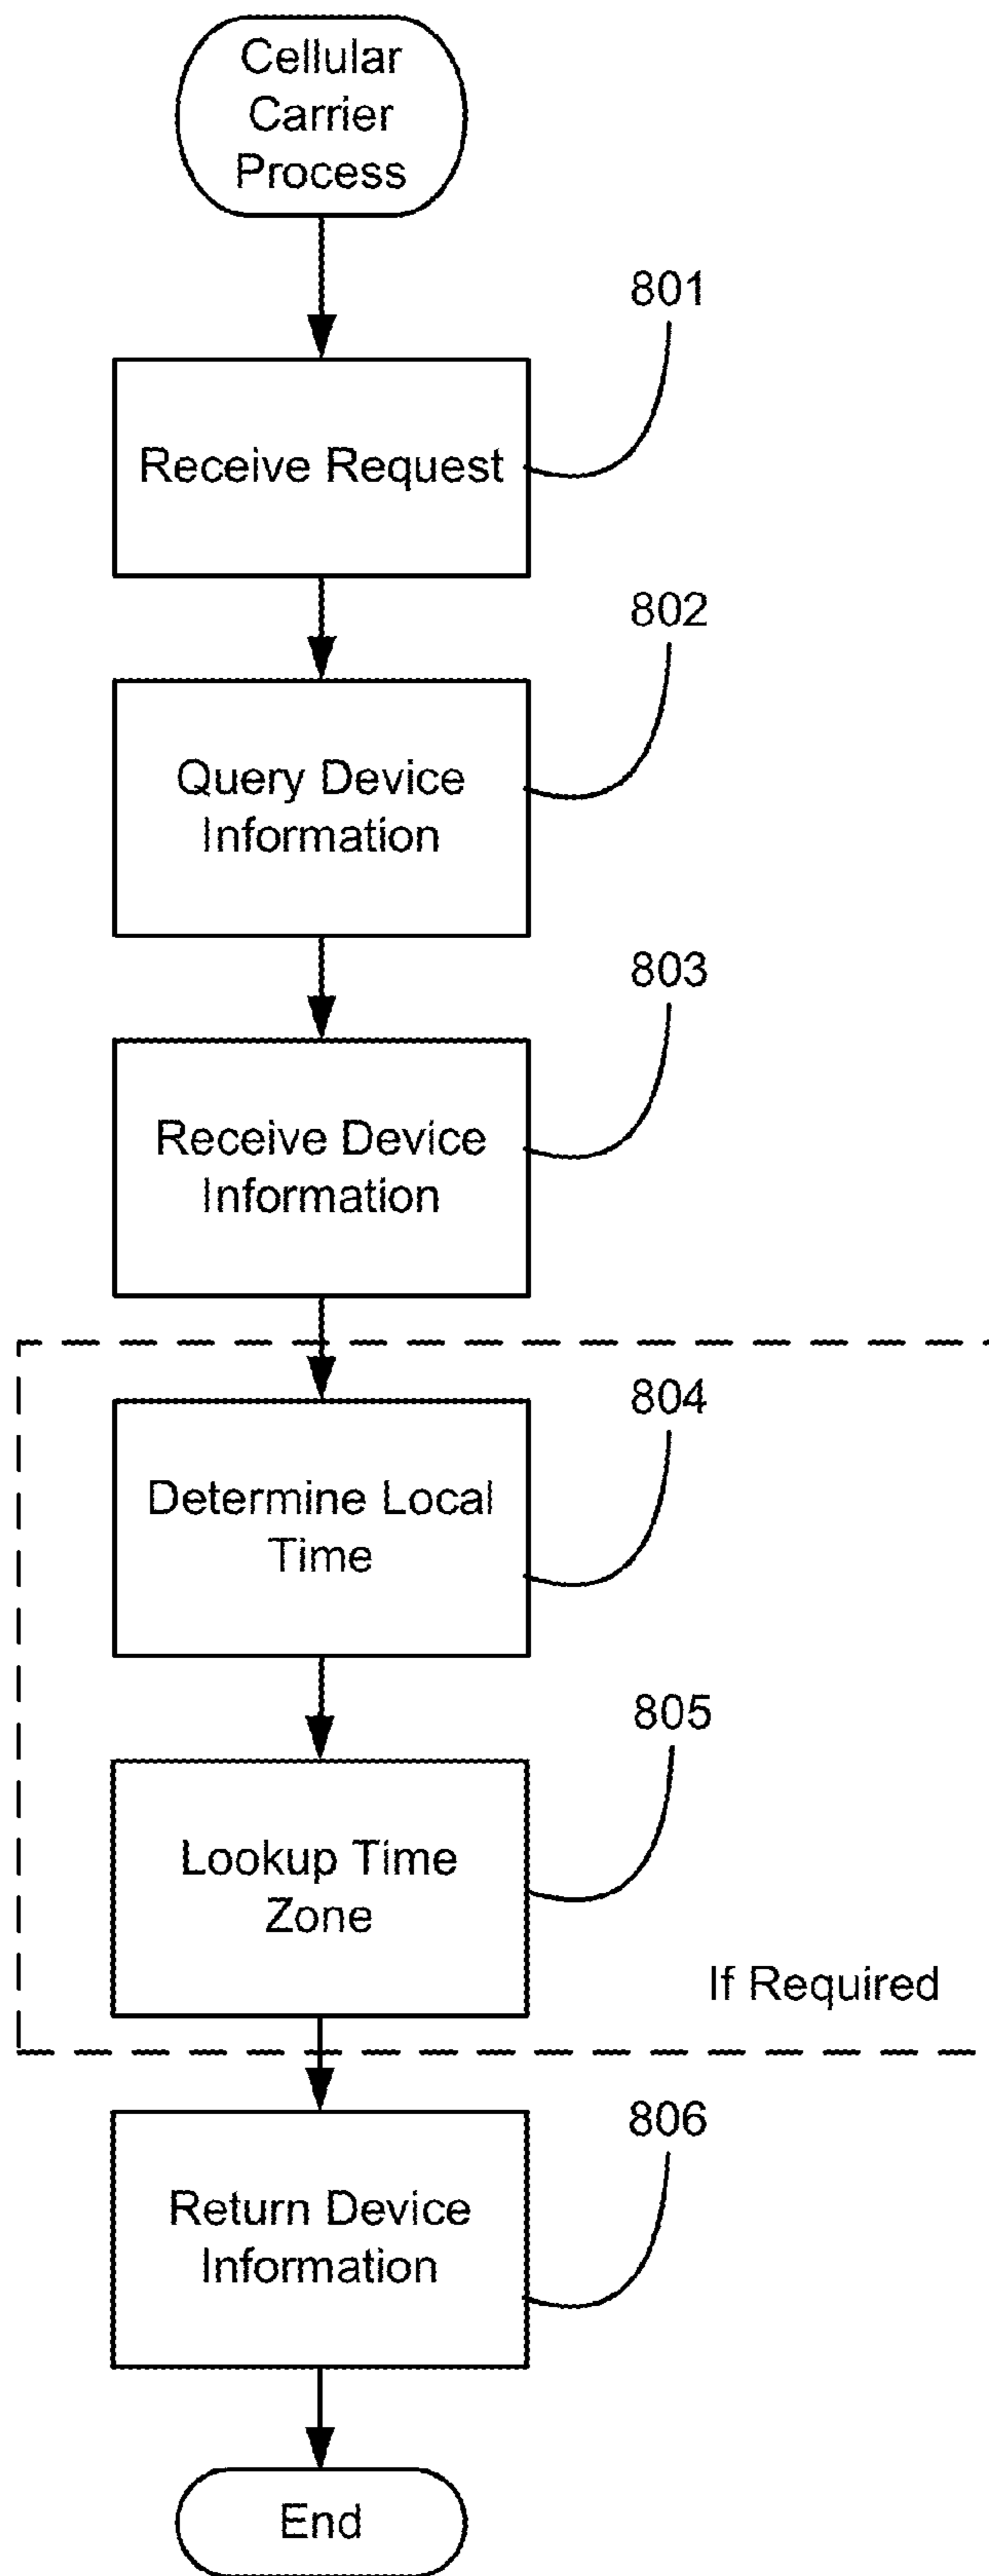 Cellular
Carrier
Process
801
Receive Request
802
Query Device
Information
803
Receive Device
Information
804
Determine Local
Time
805
Lookup Time
Zone
If Required
806
Return Device
Information
End